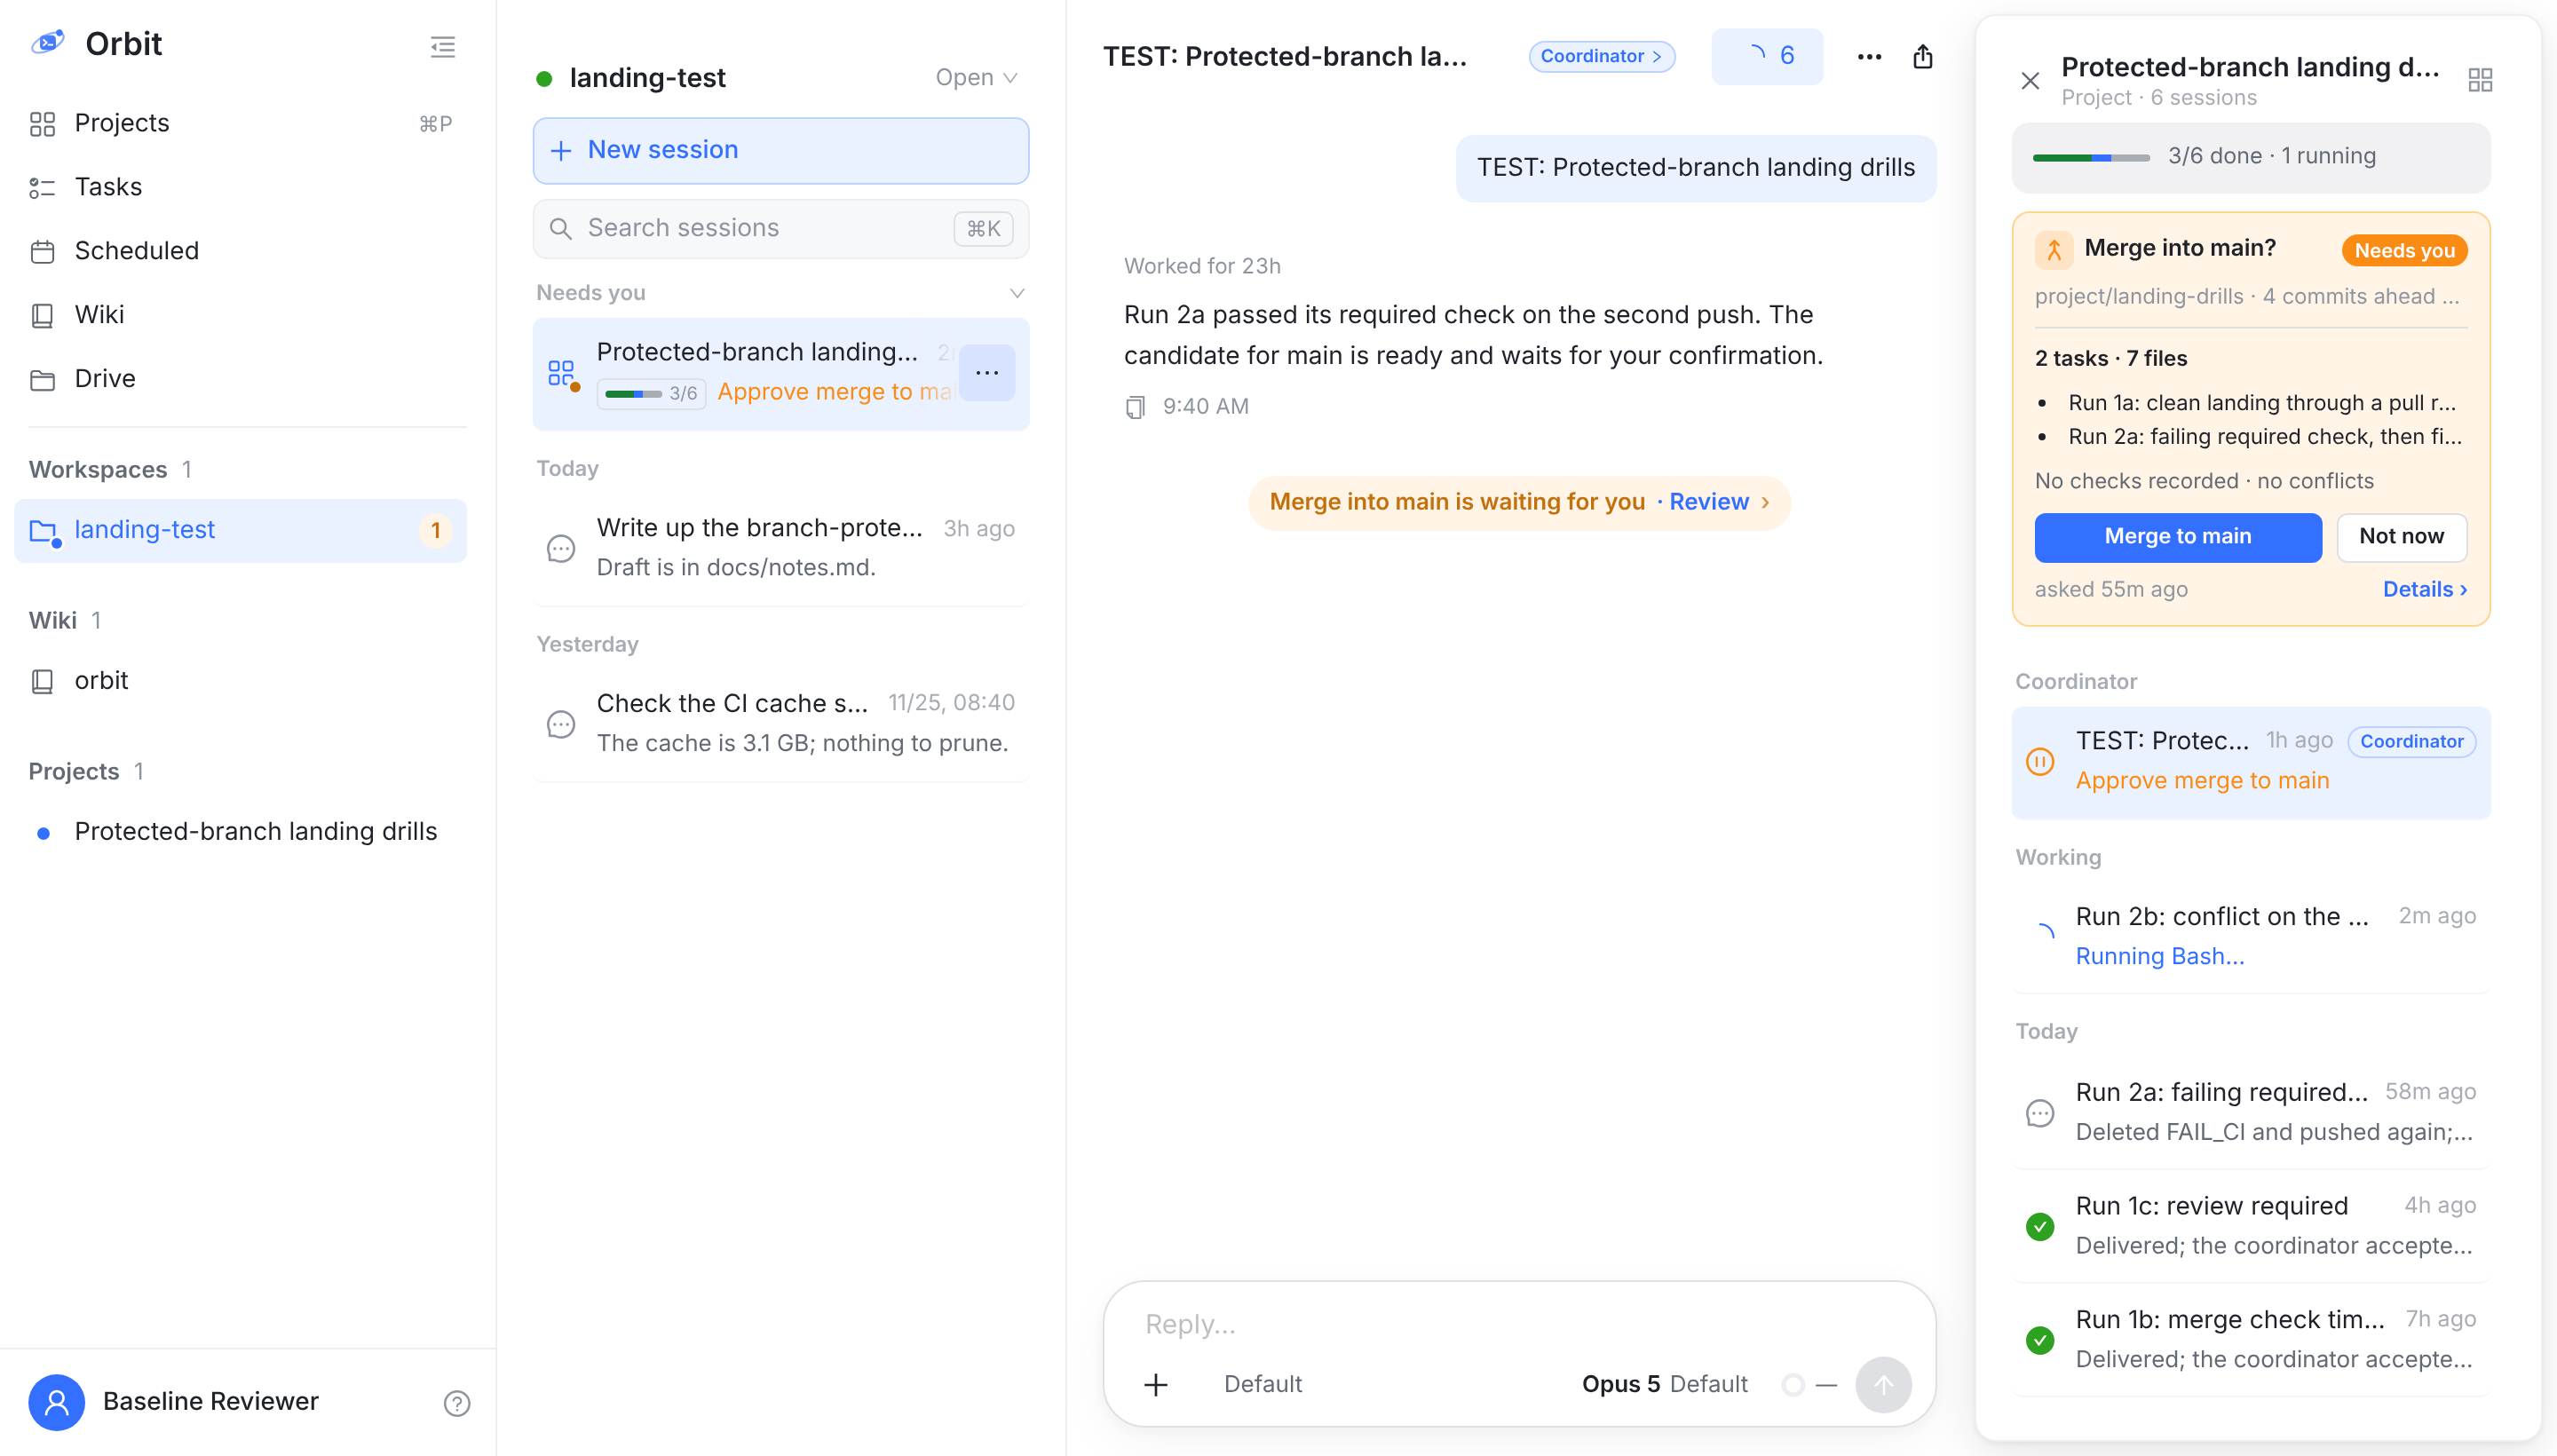 Orbit
Projects ⌘P
Tasks
Scheduled
Wiki
Drive
Workspaces 1
landing-test 1
Wiki 1
orbit
Projects 1
Protected-branch landing drills
Baseline Reviewer
landing-test Open
New session
Search sessions ⌘K
Needs you
Protected-branch landing...
3/6 Approve merge to mai
Today
Write up the branch-prote... 3h ago
Draft is in docs/notes.md.
Yesterday
Check the CI cache s... 11/25, 08:40
The cache is 3.1 GB; nothing to prune.
TEST: Protected-branch la... Coordinator > 6
TEST: Protected-branch landing drills
Worked for 23h
Run 2a passed its required check on the second push. The
candidate for main is ready and waits for your confirmation.
9:40 AM
Merge into main is waiting for you · Review ›
Reply...
Default Opus 5 Default —
Protected-branch landing d...
Project · 6 sessions
3/6 done · 1 running
Merge into main? Needs you
project/landing-drills · 4 commits ahead ...
2 tasks · 7 files
• Run 1a: clean landing through a pull r...
• Run 2a: failing required check, then fi...
No checks recorded · no conflicts
Merge to main Not now
asked 55m ago Details ›
Coordinator
TEST: Protec... 1h ago Coordinator
Approve merge to main
Working
Run 2b: conflict on the ... 2m ago
Running Bash...
Today
Run 2a: failing required... 58m ago
Deleted FAIL_CI and pushed again;...
Run 1c: review required 4h ago
Delivered; the coordinator accepte...
Run 1b: merge check tim... 7h ago
Delivered; the coordinator accepte...